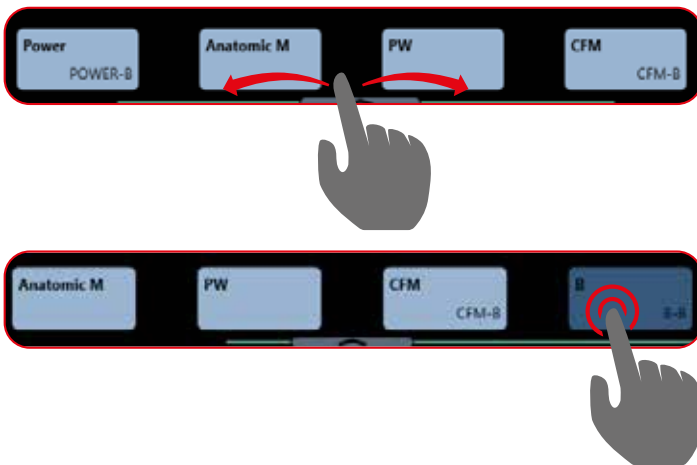 Power
POWER-B
Anatomic M
PW
CFM
CFM-B
Anatomic M
PW
CFM
CFM-B
B
B-B